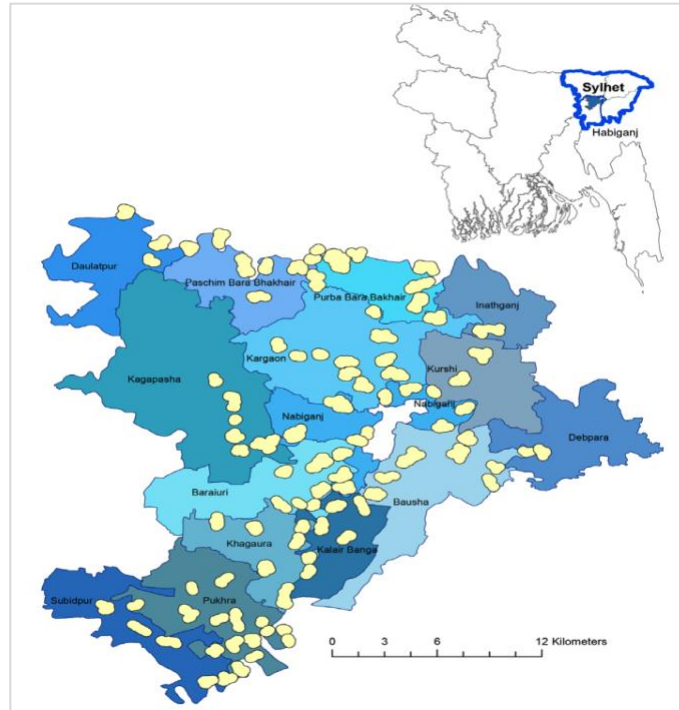 Sylhet
Habiganj
Daulatpur
Paschim Bara Bhakhair
Purba Bara Bakhair
Inathganj
Kargaon
Kurshi
Kagapasha
Nabiganj
Nabiganj
Debpara
Baraiuri
Bausha
Khagaura
Kalair Banga
Subidpur
Pukhra
0 3 6 12 Kilometers